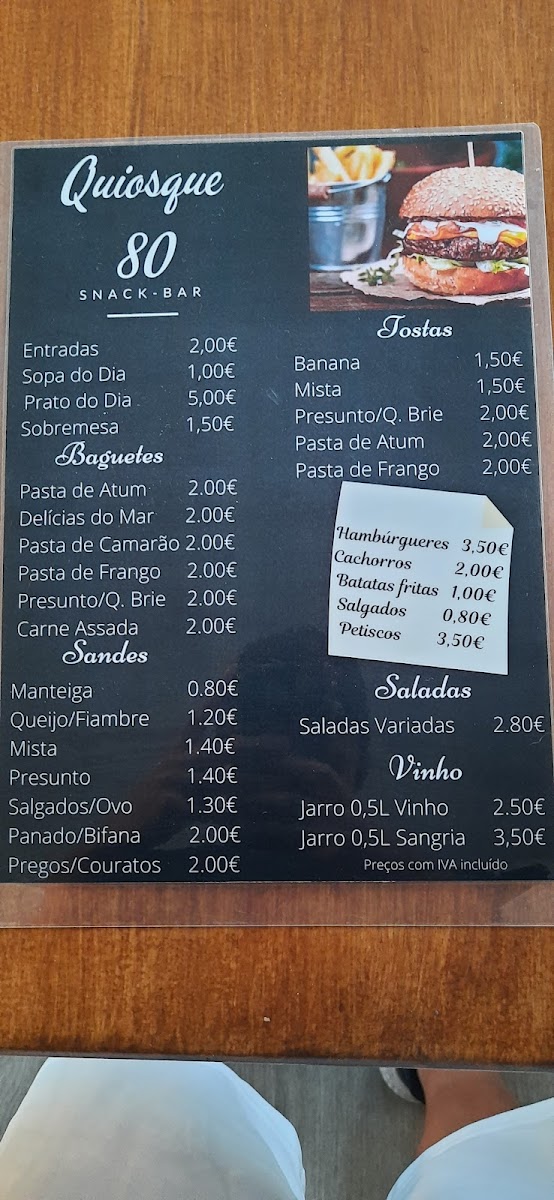 Quiosque
80
SNACK-BAR
Entradas 2,00€
Sopa do Dia 1,00€
Prato do Dia 5,00€
Sobremesa 1,50€
Baguetes
Pasta de Atum 2.00€
Delícias do Mar 2.00€
Pasta de Camarão 2.00€
Pasta de Frango 2.00€
Presunto/Q. Brie 2.00€
Carne Assada 2.00€
Sandes
Manteiga 0.80€
Queijo/Fiambre 1.20€
Mista 1.40€
Presunto 1.40€
Salgados/Ovo 1.30€
Panado/Bifana 2.00€
Pregos/Couratos 2.00€
Tostas
Banana 1,50€
Mista 1,50€
Presunto/Q. Brie 2,00€
Pasta de Atum 2,00€
Pasta de Frango 2,00€
Hambúrgueres 3,50€
Cachorros 2,00€
Batatas fritas 1,00€
Salgados 0,80€
Petiscos 3,50€
Saladas
Saladas Variadas 2.80€
Vinho
Jarro 0,5L Vinho 2.50€
Jarro 0,5L Sangria 3,50€
Preços com IVA incluído